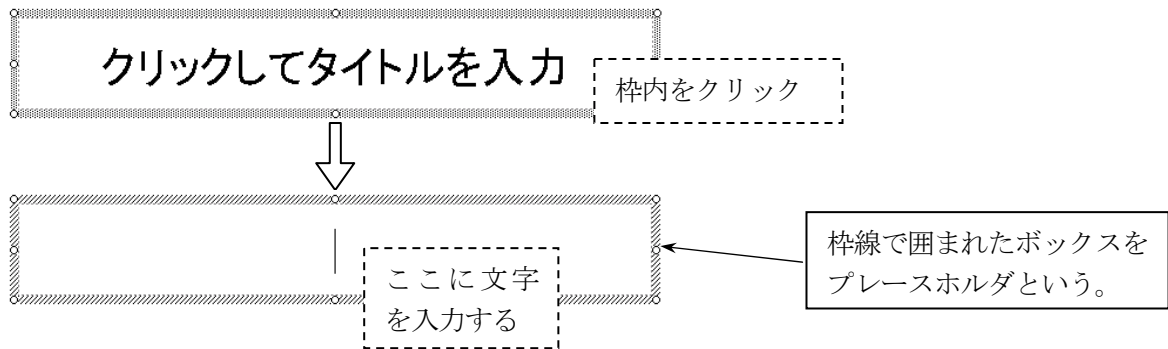 クリックしてタイトルを入力
枠内をクリック
ここに文字
を入力する
枠線で囲まれたボックスを
プレースホルダという。